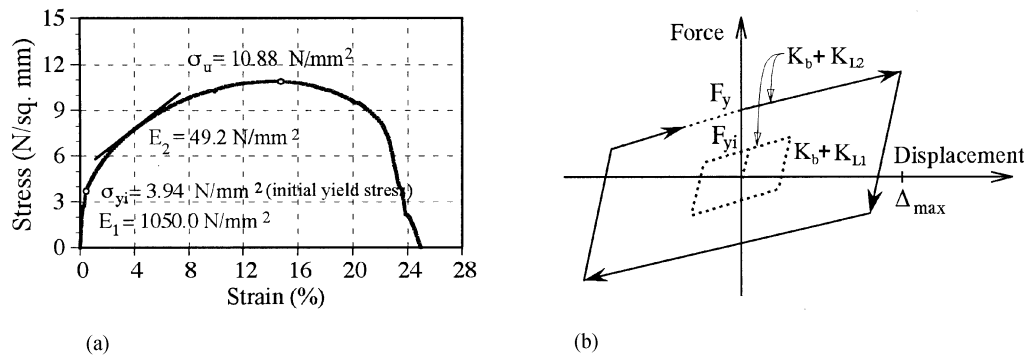 15
12
9
6
3
0
Stress (N/sq. mm)
σu = 10.88 N/mm²
E2 = 49.2 N/mm²
σyi = 3.94 N/mm² (initial yield stress)
E1 = 1050.0 N/mm²
0 4 8 12 16 20 24 28
Strain (%)
(a)
Force
Kb + KL2
Fy
Fyi
Kb + KL1
Displacement
Δmax
(b)